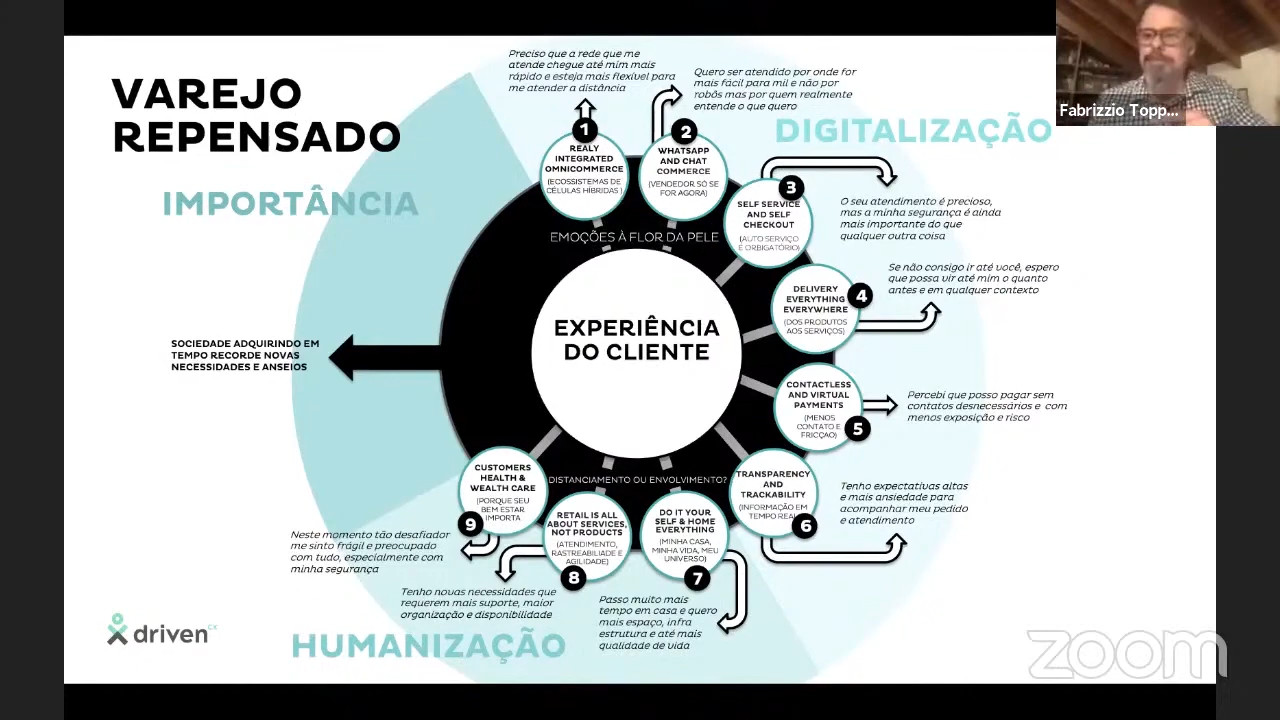 VAREJO
REPENSADO
IMPORTÂNCIA
DIGITALIZAÇÃO
HUMANIZAÇÃO
Fabrizzio Topp...
SOCIEDADE ADQUIRINDO EM
TEMPO RECORDE NOVAS
NECESSIDADES E ANSEIOS
EMOÇÕES À FLOR DA PELE
EXPERIÊNCIA
DO CLIENTE
DISTANCIAMENTO OU ENVOLVIMENTO?
Preciso que a rede que me
atende chegue até mim mais
rápido e esteja mais flexível para
me atender a distância
1
REALY
INTEGRATED
OMNICOMMERCE
(ECOSSISTEMAS DE
CÉLULAS HÍBRIDAS )
Quero ser atendido por onde for
mais fácil para mil e não por
robôs mas por quem realmente
entende o que quero
2
WHATSAPP
AND CHAT
COMMERCE
(VENDEDOR SÓ SE
FOR AGORA)
3
SELF SERVICE
AND SELF
CHECKOUT
(AUTO SERVIÇO
É ORBIGATÓRIO)
O seu atendimento é precioso,
mas a minha segurança é ainda
mais importante do que
qualquer outra coisa
4
DELIVERY
EVERYTHING
EVERYWHERE
(DOS PRODUTOS
AOS SERVIÇOS)
Se não consigo ir até você, espero
que possa vir até mim o quanto
antes e em qualquer contexto
CONTACTLESS
AND VIRTUAL
PAYMENTS
(MENOS
CONTATO E
FRICÇÃO)
5
Percebi que posso pagar sem
contatos desnecessários e com
menos exposição e risco
TRANSPARENCY
AND
TRACKABILITY
(INFORMAÇÃO EM
TEMPO REAL)
6
Tenho expectativas altas
e mais ansiedade para
acompanhar meu pedido
e atendimento
DO IT YOUR
SELF & HOME
EVERYTHING
(MINHA CASA,
MINHA VIDA, MEU
UNIVERSO)
7
Passo muito mais
tempo em casa e quero
mais espaço, infra
estrutura e até mais
qualidade de vida
RETAIL IS ALL
ABOUT SERVICES,
NOT PRODUCTS
(ATENDIMENTO,
RASTREABILIADE E
AGILIDADE)
8
Tenho novas necessidades que
requerem mais suporte, maior
organização e disponibilidade
CUSTOMERS
HEALTH &
WEALTH CARE
(PORQUE SEU
BEM ESTAR
IMPORTA
9
Neste momento tão desafiador
me sinto frágil e preocupado
com tudo, especialmente com
minha segurança
driven CX
zoom